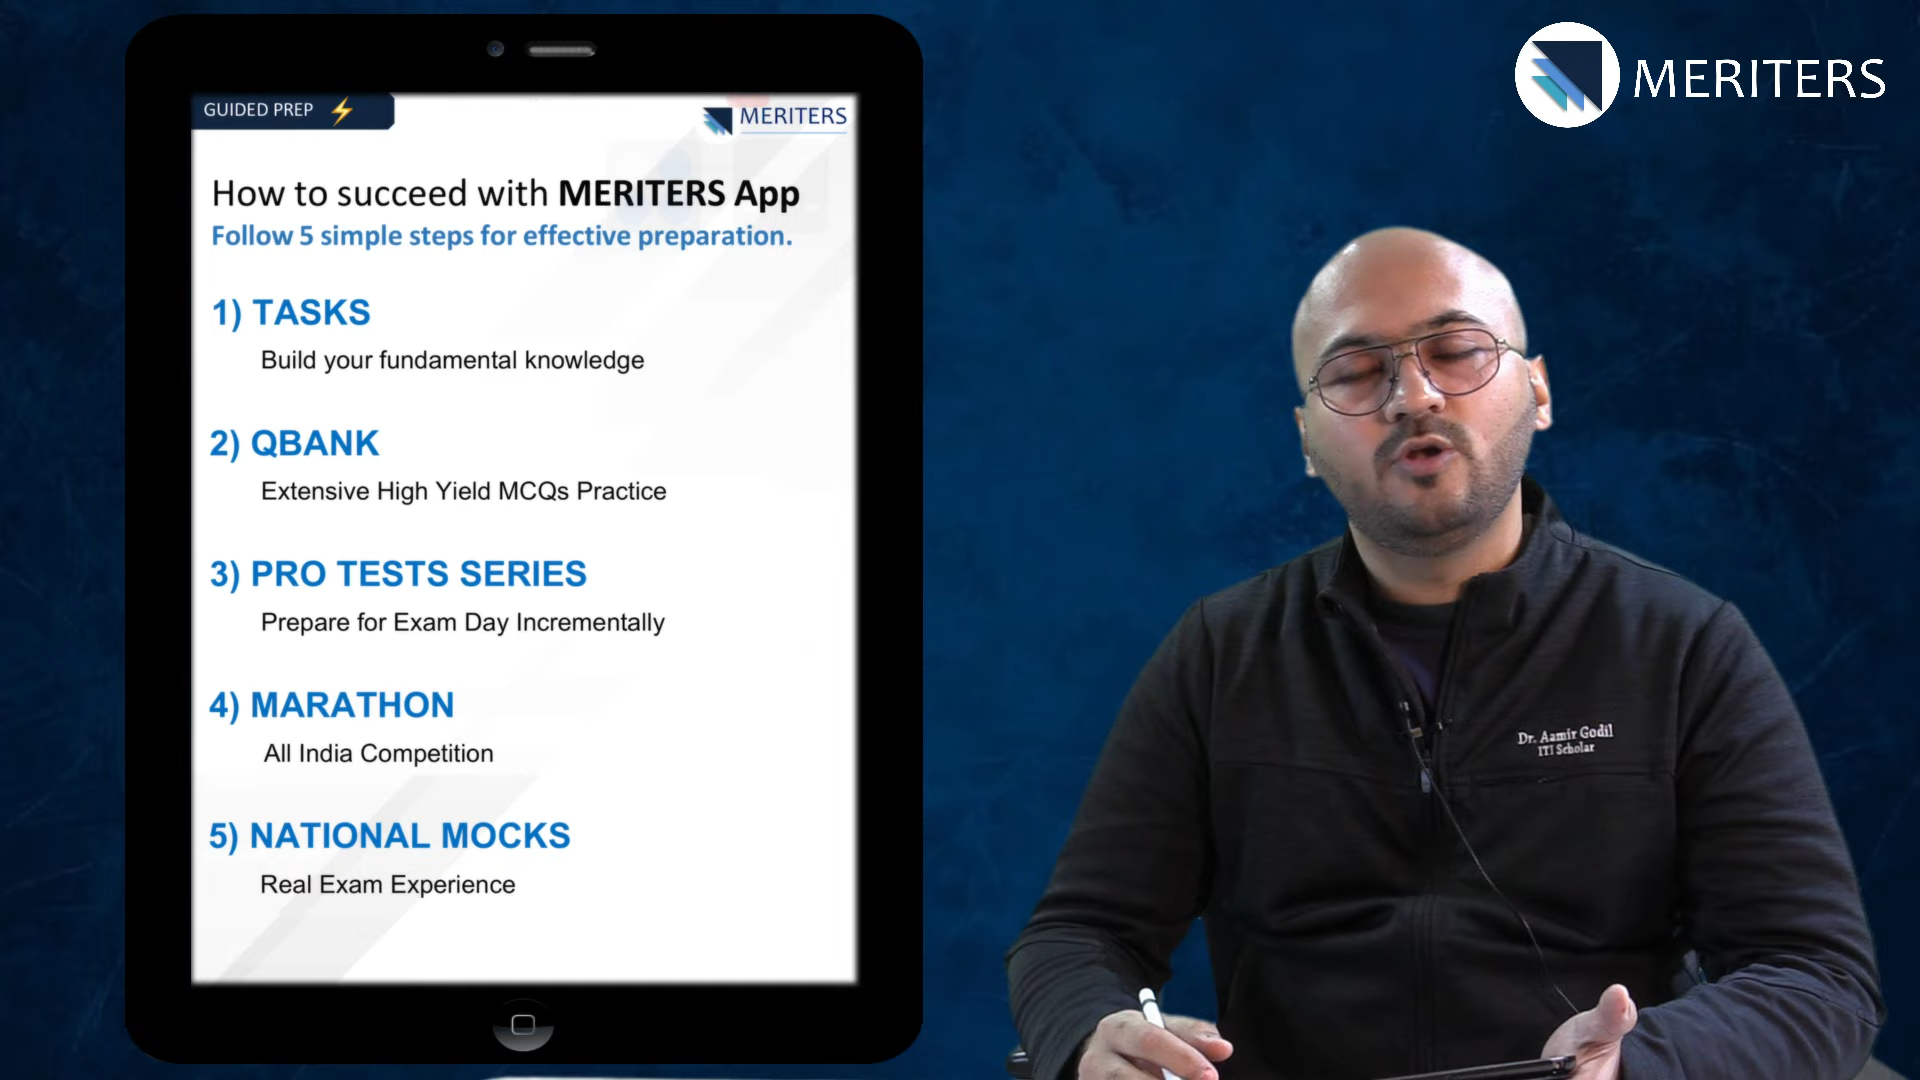 GUIDED PREP
MERITERS
How to succeed with MERITERS App
Follow 5 simple steps for effective preparation.
1) TASKS
Build your fundamental knowledge
2) QBANK
Extensive High Yield MCQs Practice
3) PRO TESTS SERIES
Prepare for Exam Day Incrementally
4) MARATHON
All India Competition
5) NATIONAL MOCKS
Real Exam Experience
MERITERS
Dr. Aamir Godil
ITI Scholar